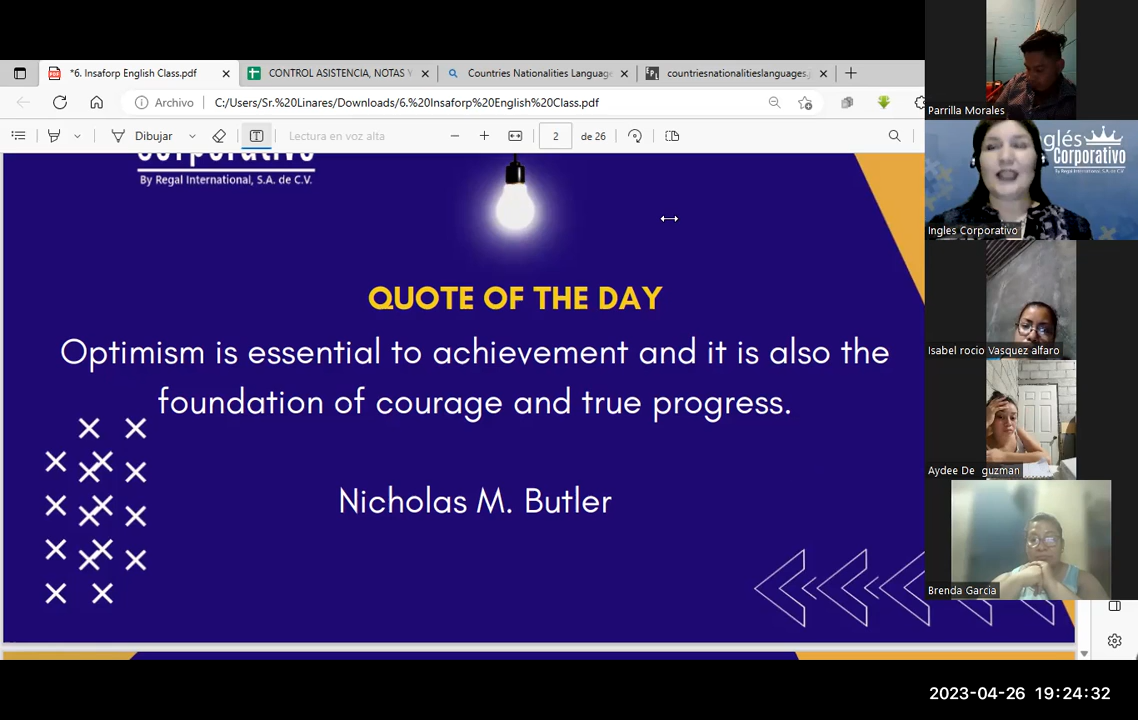 *6. Insaforp English Class.pdf
CONTROL ASISTENCIA, NOTAS
Countries Nationalities Language
countriesnationalitieslanguages.
Archivo
C:/Users/Sr.%20Linares/Downloads/6.%20Insaforp%20English%20Class.pdf
Dibujar
Lectura en voz alta
2
de 26
Corporativo
By Regal International, S.A. de C.V.
QUOTE OF THE DAY
Optimism is essential to achievement and it is also the
foundation of courage and true progress.
Nicholas M. Butler
Parrilla Morales
glés
Corporativo
Ingles Corporativo
Isabel rocio Vasquez alfaro
Aydee De guzman
Brenda Garcia
2023-04-26 19:24:32